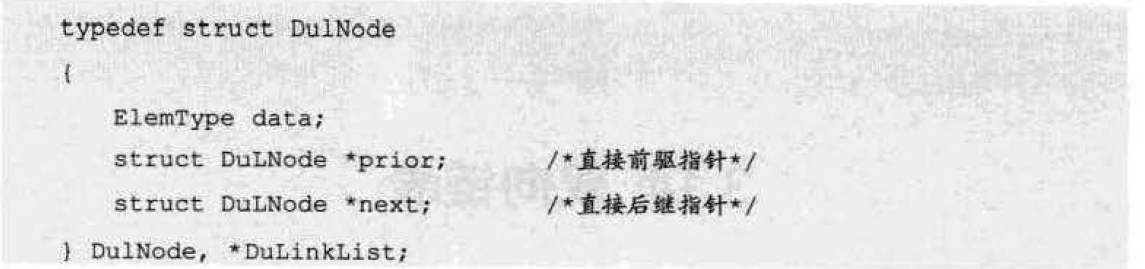 typedef struct DulNode
{
ElemType data;
struct DuLNode *prior; /*直接前驱指针*/
struct DuLNode *next; /*直接后继指针*/
} DulNode, *DuLinkList;